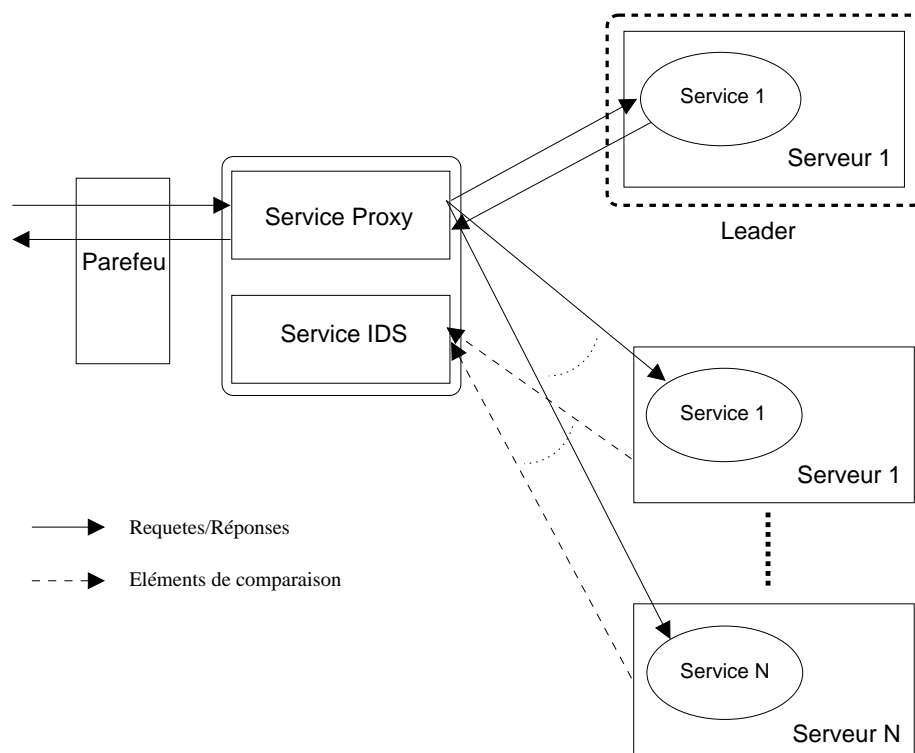 Service 1
Serveur 1
Leader
Service Proxy
Parefeu
Service IDS
Service 1
Serveur 1
Requetes/Réponses
Eléments de comparaison
Service N
Serveur N